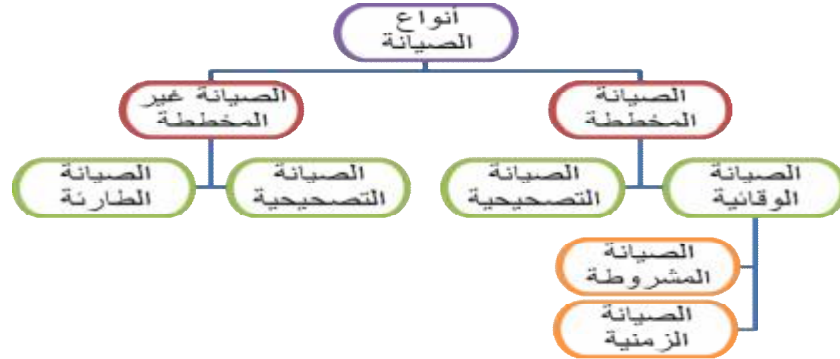 أنواع
الصيانة
الصيانة
المخططة
الصيانة غير
المخططة
الصيانة
الوقائية
الصيانة
التصحيحية
الصيانة
التصحيحية
الصيانة
الطارئة
الصيانة
المشروطة
الصيانة
الزمنية